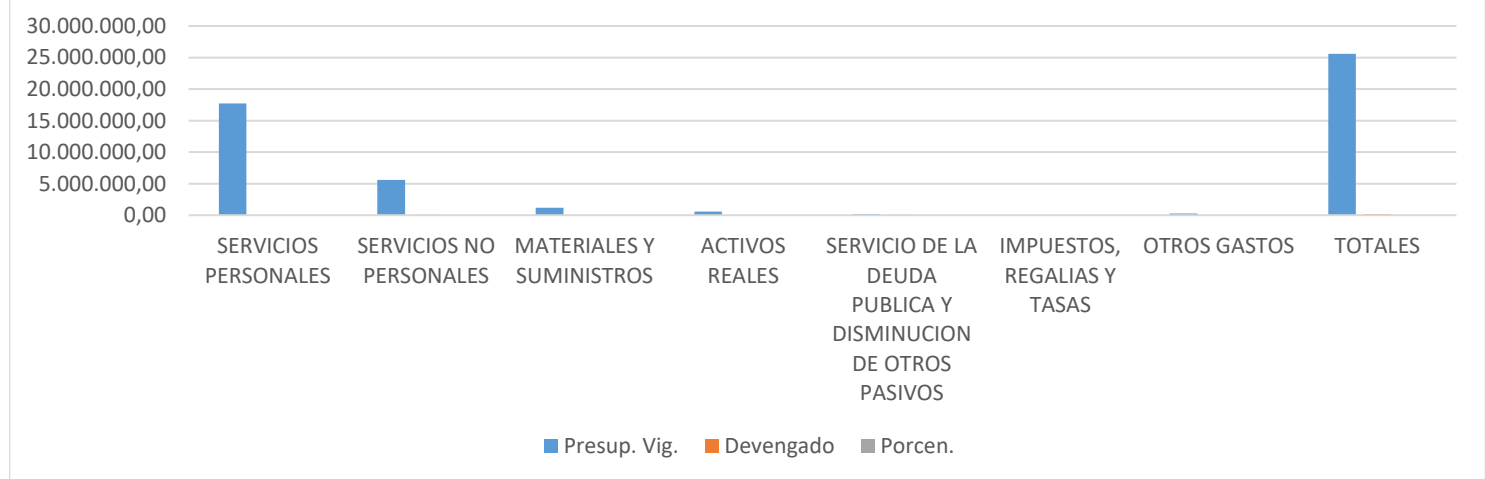 30.000.000,00
25.000.000,00
20.000.000,00
15.000.000,00
10.000.000,00
5.000.000,00
0,00
SERVICIOS
PERSONALES
SERVICIOS NO
PERSONALES
MATERIALES Y
SUMINISTROS
ACTIVOS
REALES
SERVICIO DE LA
DEUDA
PUBLICA Y
DISMINUCION
DE OTROS
PASIVOS
IMPUESTOS,
REGALIAS Y
TASAS
OTROS GASTOS
TOTALES
Presup. Vig.
Devengado
Porcen.